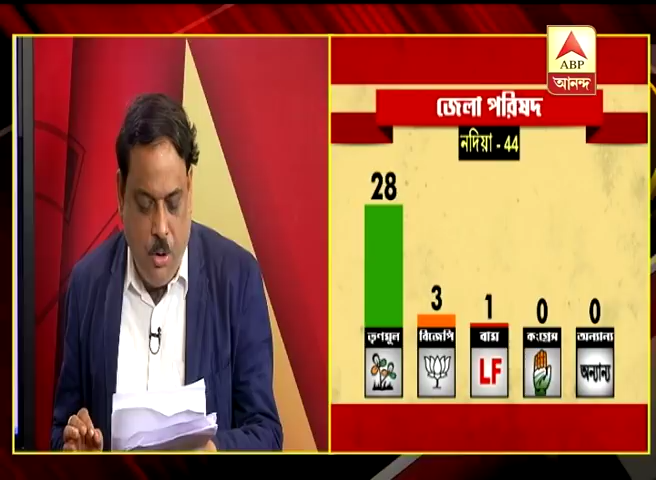 ABP
আনন্দ
জেলা পরিষদ
নদিয়া - 44
28
3
1
0
0
তৃণমূল
বিজেপি
বাম
কংগ্রেস
অন্যান্য
LF
অন্যান্য